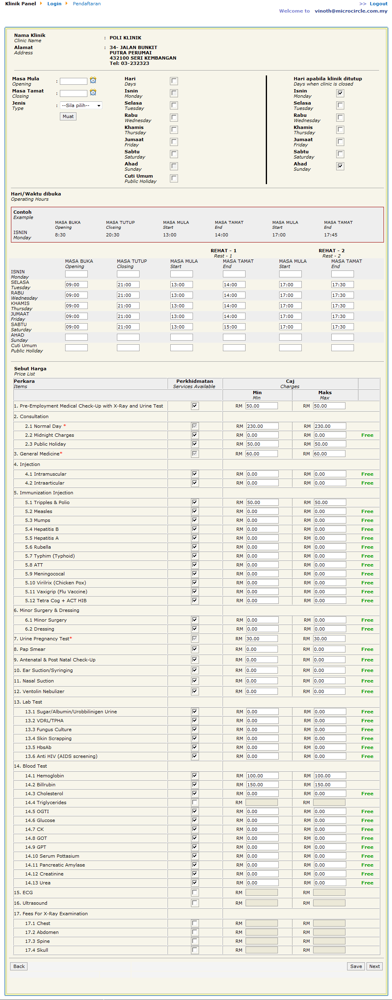 Klinik Panel Login Pendaftaran >> Logout
Welcome to vinoth@microcircle.com.my
Nama Klinik
Clinic Name
: POLI KLINIK
Alamat
Address
: 34- JALAN BUNKIT
PUTRA PERUMAI
432100 SERI KEMBANGAN
Tel: 03-232323
Masa Mula
Opening
:
Masa Tamat
Closing
:
Jenis
Type
: --Sila pilih--
Muat
Hari
Days
Isnin
Monday
Selasa
Tuesday
Rabu
Wednesday
Khamis
Thursday
Jumaat
Friday
Sabtu
Saturday
Ahad
Sunday
Cuti Umum
Public Holiday
Hari apabila klinik ditutup
Days when clinic is closed
Isnin
Monday
Selasa
Tuesday
Rabu
Wednesday
Khamis
Thursday
Jumaat
Friday
Sabtu
Saturday
Ahad
Sunday
Hari/Waktu dibuka
Operating Hours
Contoh
Example
MASA BUKA MASA TUTUP MASA MULA MASA TAMAT MASA MULA MASA TAMAT
Opening Closing Start End Start End
ISNIN
Monday
8:30 20:30 13:00 14:00 17:00 17:45
REHAT - 1 REHAT - 2
Rest - 1 Rest - 2
MASA BUKA MASA TUTUP MASA MULA MASA TAMAT MASA MULA MASA TAMAT
Opening Closing Start End Start End
ISNIN
Monday
SELASA
Tuesday
09:00 21:00 13:00 14:00 17:00 17:30
RABU
Wednesday
09:00 21:00 13:00 14:00 17:00 17:30
KHAMIS
Thursday
09:00 21:00 13:00 14:00 17:00 17:30
JUMAAT
Friday
09:00 21:00 13:00 14:00 17:00 17:30
SABTU
Saturday
09:00 21:00 13:00 15:00 17:00 17:30
AHAD
Sunday
Cuti Umum
Public Holiday
Sebut Harga
Price List
Perkara Perkhidmatan Caj
Items Services Available Charges
Min Maks
Min Max
1. Pre-Employment Medical Check-Up with X-Ray and Urine Test RM 50.00 RM 50.00
2. Consultation
2.1 Normal Day * RM 230.00 RM 230.00
2.2 Midnight Charges RM 0.00 RM 0.00 Free
2.3 Public Holiday RM 50.00 RM 50.00
3. General Medicine* RM 60.00 RM 60.00
4. Injection
4.1 Intramuscular RM 0.00 RM 0.00 Free
4.2 Intraarticular RM 0.00 RM 0.00 Free
5. Immunization Injection
5.1 Tripples & Polio RM 50.00 RM 50.00
5.2 Measles RM 0.00 RM 0.00 Free
5.3 Mumps RM 0.00 RM 0.00 Free
5.4 Hepatitis B RM 0.00 RM 0.00 Free
5.5 Hepatitis A RM 0.00 RM 0.00 Free
5.6 Rubella RM 0.00 RM 0.00 Free
5.7 Typhim (Typhoid) RM 0.00 RM 0.00 Free
5.8 ATT RM 0.00 RM 0.00 Free
5.9 Meningococal RM 0.00 RM 0.00 Free
5.10 Virilrix (Chicken Pox) RM 0.00 RM 0.00 Free
5.11 Vaxigrip (Flu Vaccine) RM 0.00 RM 0.00 Free
5.12 Tetra Cog + ACT HIB RM 0.00 RM 0.00 Free
6. Minor Surgery & Dressing
6.1 Minor Surgery RM 0.00 RM 0.00 Free
6.2 Dressing RM 0.00 RM 0.00 Free
7. Urine Pregnancy Test* RM 30.00 RM 30.00
8. Pap Smear RM 0.00 RM 0.00 Free
9. Antenatal & Post Natal Check-Up RM 0.00 RM 0.00 Free
10. Ear Suction/Syringing RM 0.00 RM 0.00 Free
11. Nasal Suction RM 0.00 RM 0.00 Free
12. Ventolin Nebulizer RM 0.00 RM 0.00 Free
13. Lab Test
13.1 Sugar/Albumin/Urobbilinigen Urine RM 0.00 RM 0.00 Free
13.2 VDRL/TPHA RM 0.00 RM 0.00 Free
13.3 Fungus Culture RM 0.00 RM 0.00 Free
13.4 Skin Scrapping RM 0.00 RM 0.00 Free
13.5 HbsAb RM 0.00 RM 0.00 Free
13.6 Anti HIV (AIDS screening) RM 0.00 RM 0.00 Free
14. Blood Test
14.1 Hemoglobin RM 100.00 RM 100.00
14.2 Billrubin RM 150.00 RM 150.00
14.3 Cholesterol RM 0.00 RM 0.00 Free
14.4 Triglycerides RM RM
14.5 OGTI RM 0.00 RM 0.00 Free
14.6 Glucose RM 0.00 RM 0.00 Free
14.7 CK RM 0.00 RM 0.00 Free
14.8 GOT RM 0.00 RM 0.00 Free
14.9 GPT RM 0.00 RM 0.00 Free
14.10 Serum Pottasium RM 0.00 RM 0.00 Free
14.11 Pancreatic Amylase RM 0.00 RM 0.00 Free
14.12 Creatinine RM 0.00 RM 0.00 Free
14.13 Urea RM 0.00 RM 0.00 Free
15. ECG RM RM
16. Ultrasound RM RM
17. Fees For X-Ray Examination
17.1 Chest RM RM
17.2 Abdomen RM RM
17.3 Spine RM RM
17.4 Skull RM RM
Back Save Next